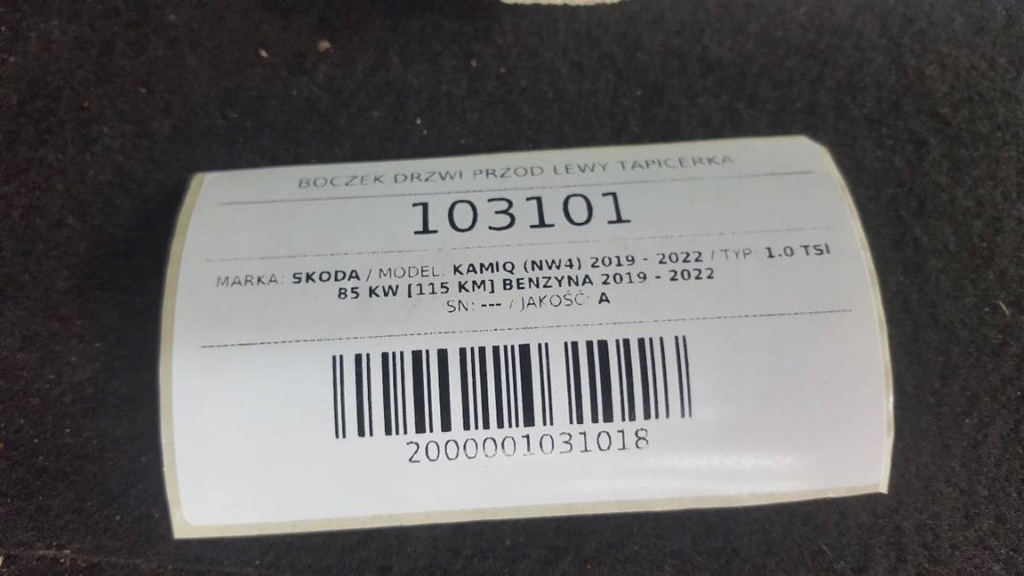 BOCZEK DRZWI PRZOD LEWY TAPICERKA
103101
MARKA: SKODA / MODEL: KAMIQ (NW4) 2019 - 2022 / TYP: 1.0 TSI
85 KW [115 KM] BENZYNA 2019 - 2022
SN: --- / JAKOŚĆ: A
2000001031018